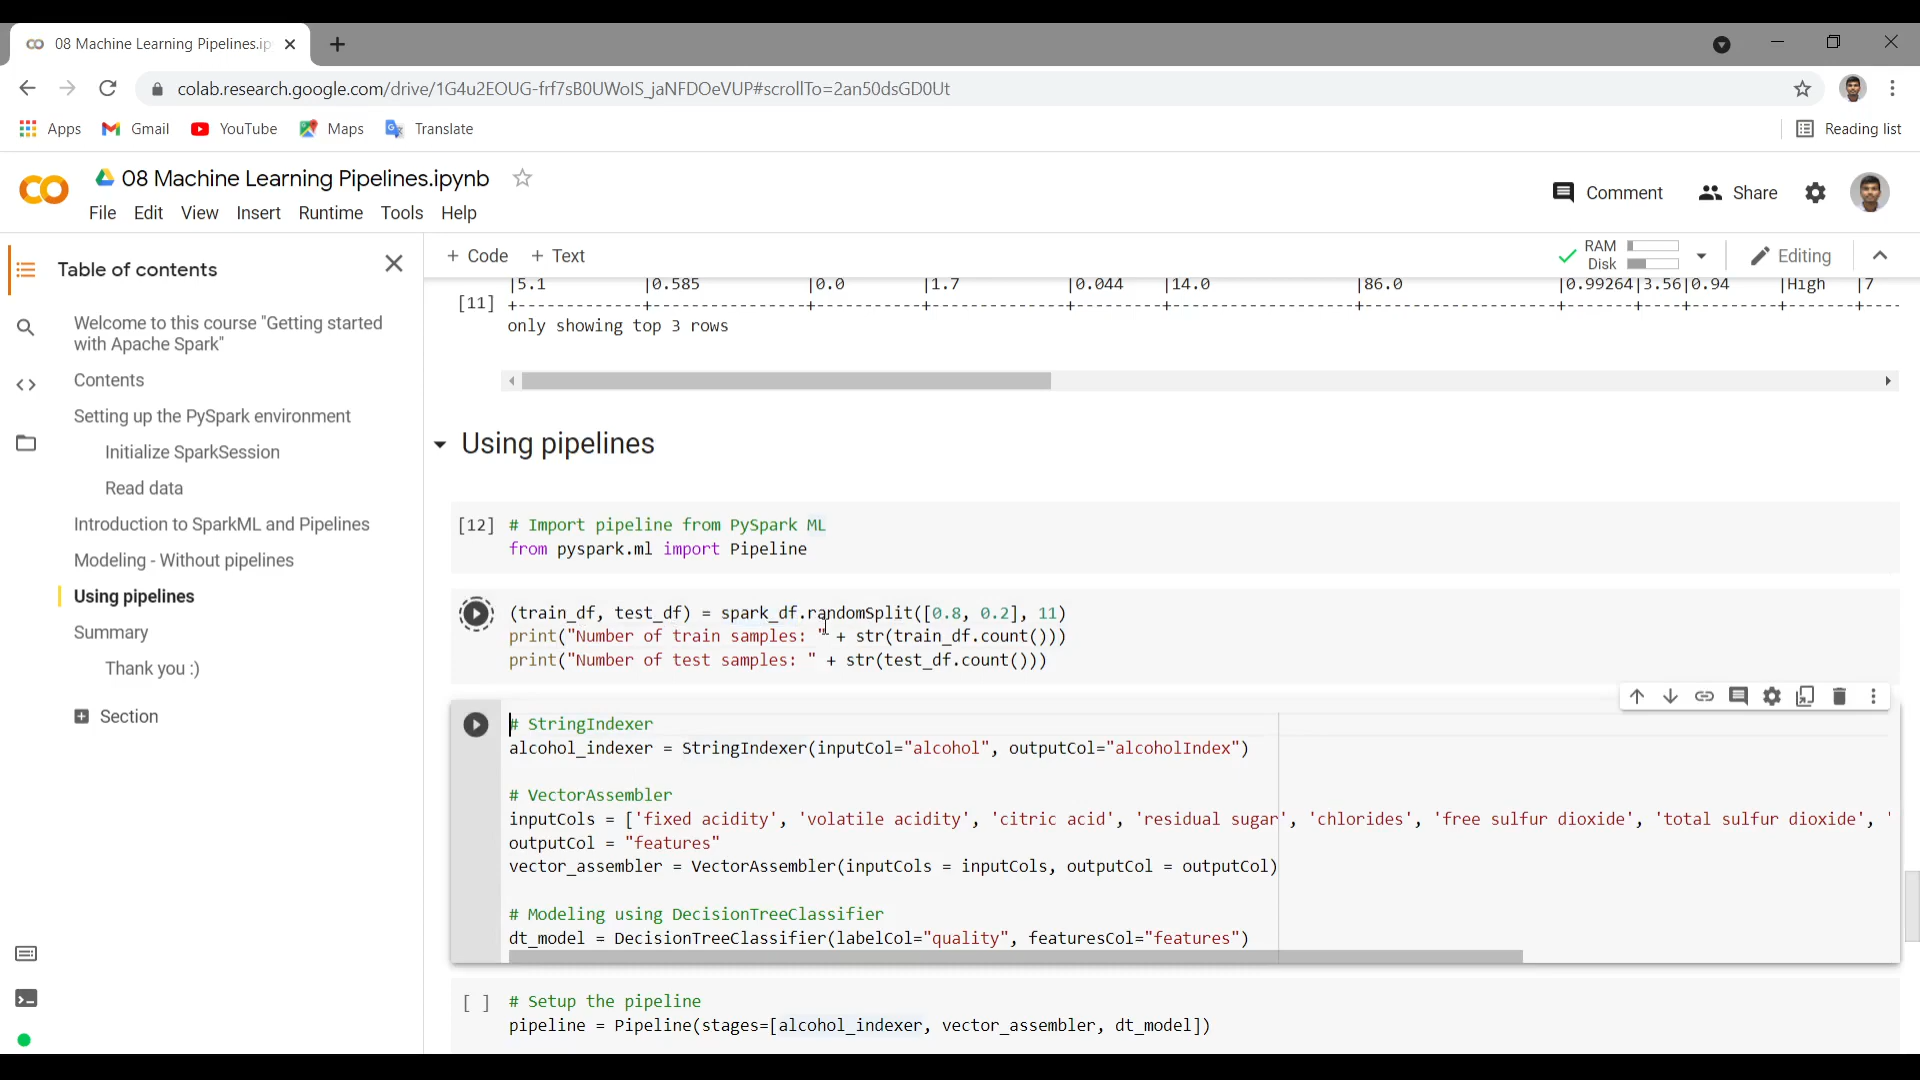 08 Machine Learning Pipelines.ip
colab.research.google.com/drive/1G4u2EOUG-frf7sB0UWoIS_jaNFDOeVUP#scrollTo=2an50dsGD0Ut
Apps Gmail YouTube Maps Translate Reading list
08 Machine Learning Pipelines.ipynb
Comment Share
File Edit View Insert Runtime Tools Help
Table of contents
+ Code + Text
RAM
Disk
Editing
Welcome to this course "Getting started
with Apache Spark"
Contents
Setting up the PySpark environment
Initialize SparkSession
Read data
Introduction to SparkML and Pipelines
Modeling - Without pipelines
Using pipelines
Summary
Thank you :)
Section
|5.1 |0.585 |0.0 |1.7 |0.044 |14.0 |86.0 |0.99264|3.56|0.94 |High |7
[11]
only showing top 3 rows
Using pipelines
[12] # Import pipeline from PySpark ML
from pyspark.ml import Pipeline
(train_df, test_df) = spark_df.randomSplit([0.8, 0.2], 11)
print("Number of train samples: " + str(train_df.count()))
print("Number of test samples: " + str(test_df.count()))
# StringIndexer
alcohol_indexer = StringIndexer(inputCol="alcohol", outputCol="alcoholIndex")
# VectorAssembler
inputCols = ['fixed acidity', 'volatile acidity', 'citric acid', 'residual sugar', 'chlorides', 'free sulfur dioxide', 'total sulfur dioxide', '
outputCol = "features"
vector_assembler = VectorAssembler(inputCols = inputCols, outputCol = outputCol)
# Modeling using DecisionTreeClassifier
dt_model = DecisionTreeClassifier(labelCol="quality", featuresCol="features")
[ ] # Setup the pipeline
pipeline = Pipeline(stages=[alcohol_indexer, vector_assembler, dt_model])